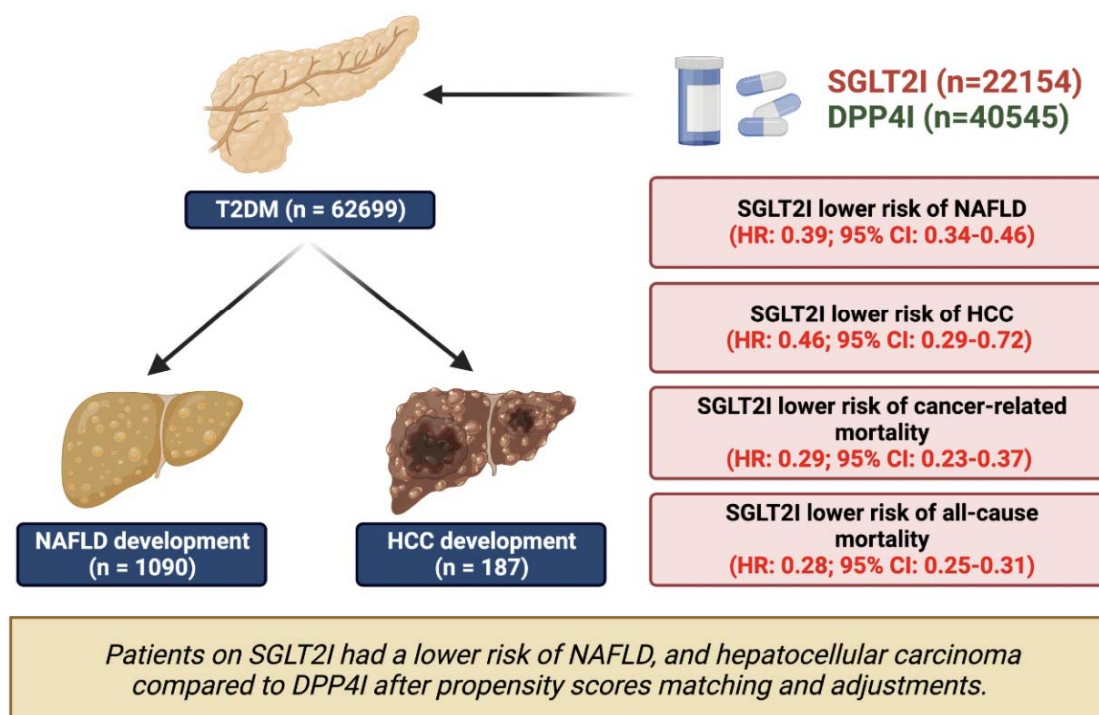 SGLT2I (n=22154)
DPP4I (n=40545)
T2DM (n = 62699)
SGLT2I lower risk of NAFLD
(HR: 0.39; 95% CI: 0.34-0.46)
SGLT2I lower risk of HCC
(HR: 0.46; 95% CI: 0.29-0.72)
SGLT2I lower risk of cancer-related
mortality
(HR: 0.29; 95% CI: 0.23-0.37)
SGLT2I lower risk of all-cause
mortality
(HR: 0.28; 95% CI: 0.25-0.31)
NAFLD development
(n = 1090)
HCC development
(n = 187)
Patients on SGLT2I had a lower risk of NAFLD, and hepatocellular carcinoma
compared to DPP4I after propensity scores matching and adjustments.